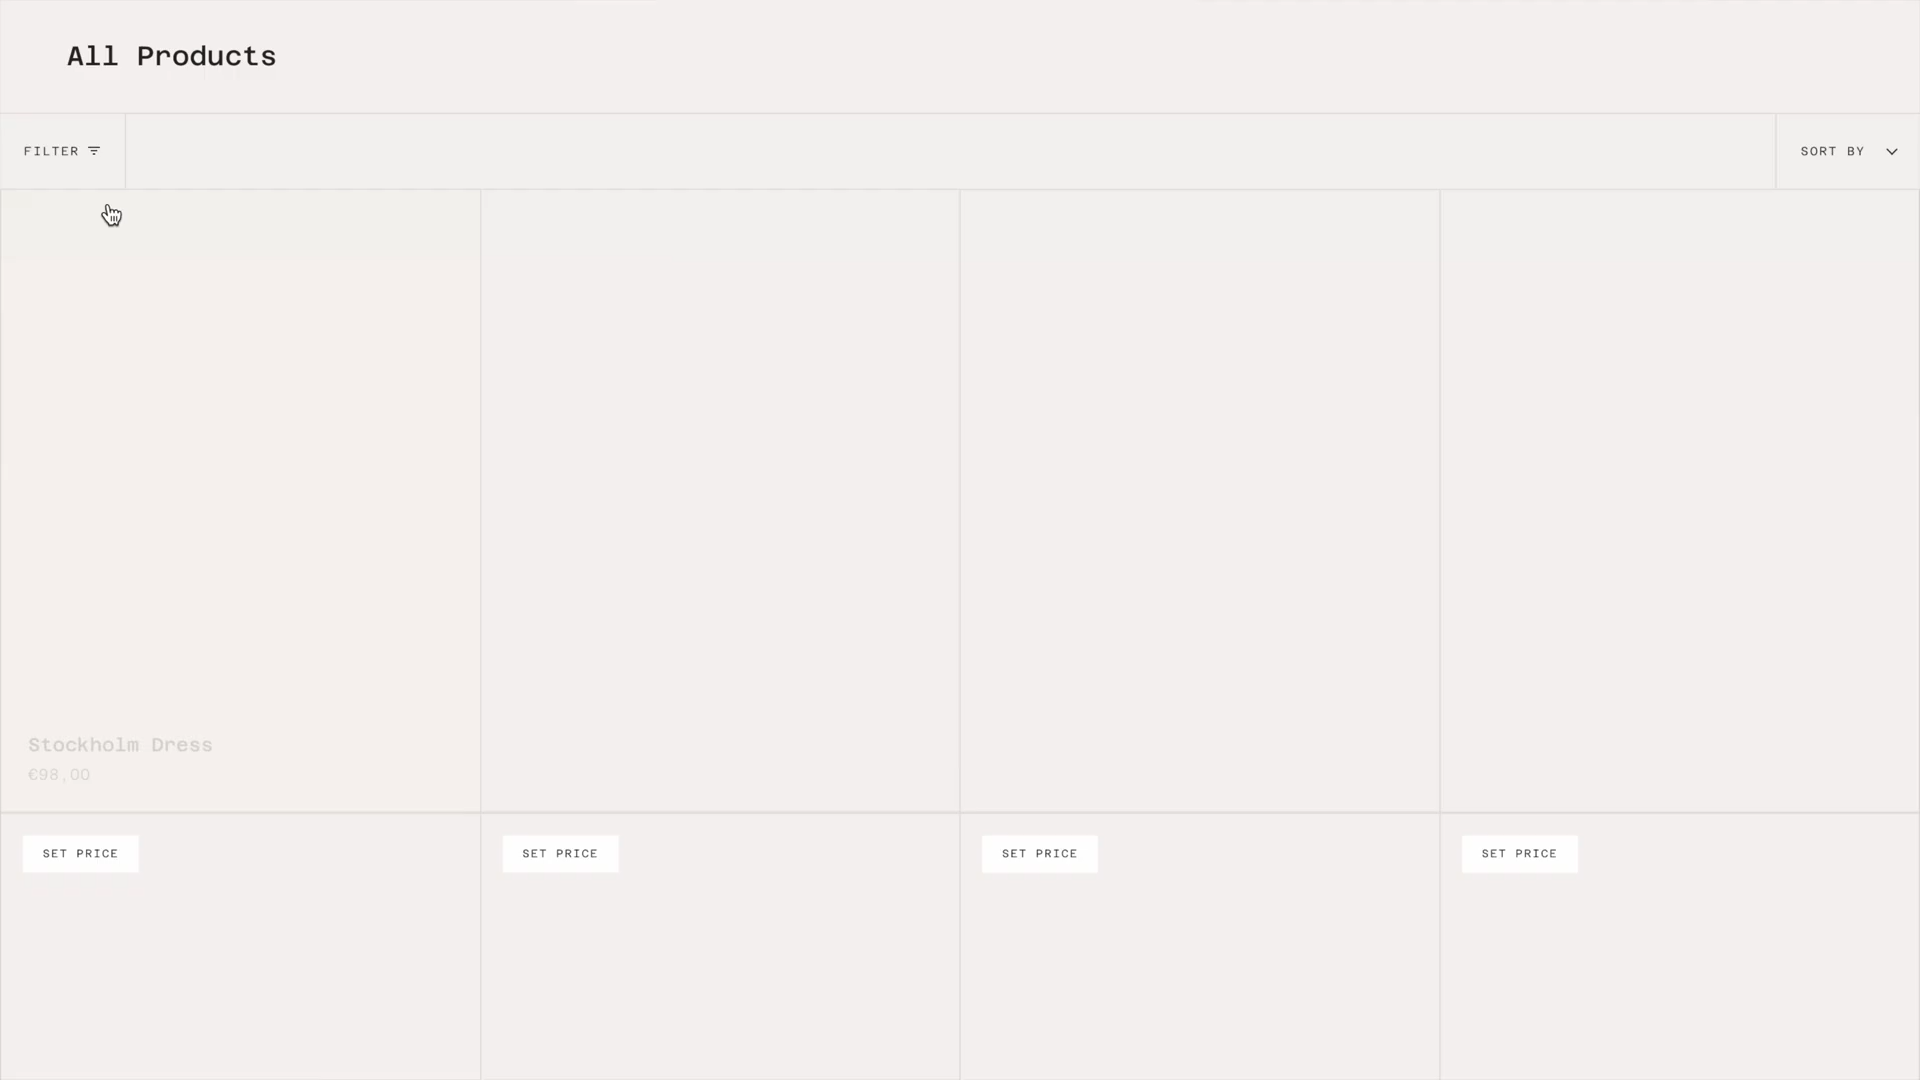 All Products
FILTER
SORT BY
Stockholm Dress
€98,00
SET PRICE
SET PRICE
SET PRICE
SET PRICE